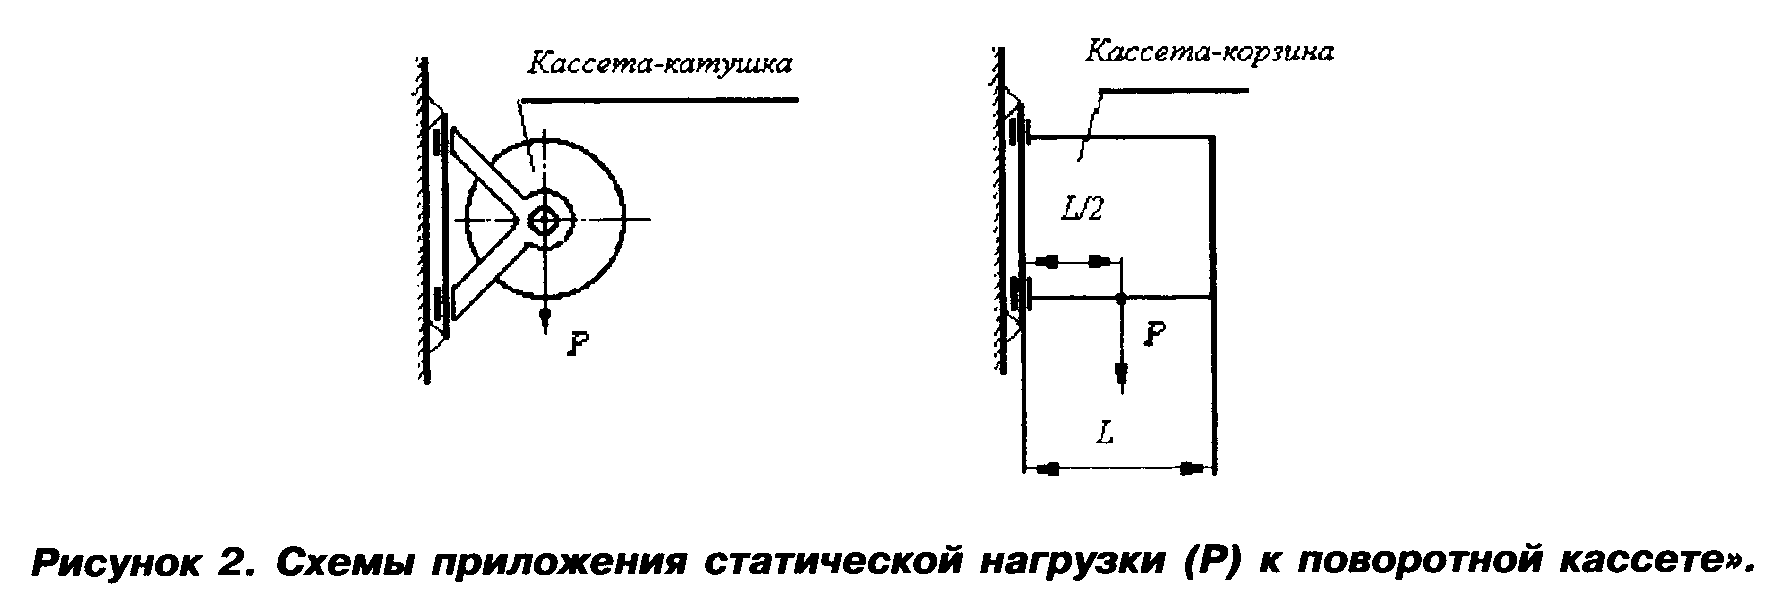 Кассета-катушка
P
Кассета-корзина
L/2
P
L
Рисунок 2. Схемы приложения статической нагрузки (Р) к поворотной кассете».